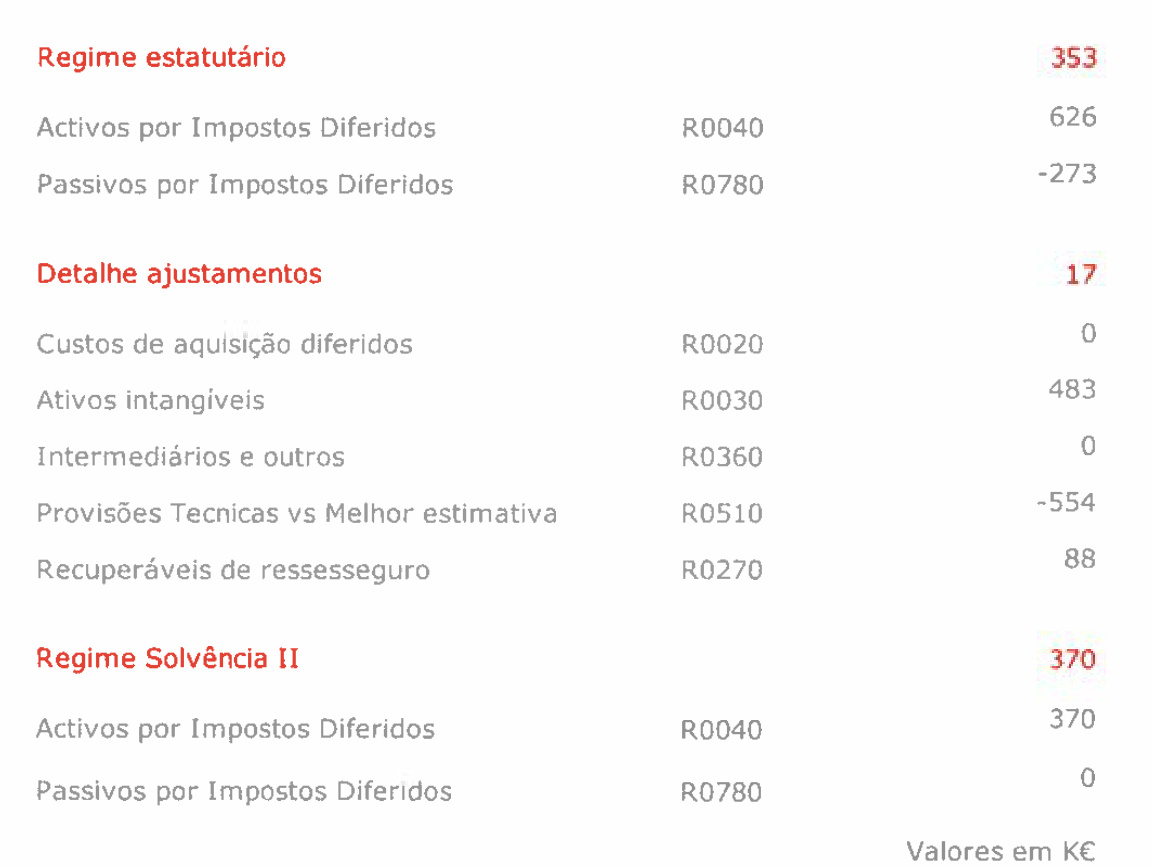 Regime estatutário 353
Activos por Impostos Diferidos R0040 626
Passivos por Impostos Diferidos R0780 -273
Detalhe ajustamentos 17
Custos de aquisição diferidos R0020 0
Ativos intangíveis R0030 483
Intermediários e outros R0360 0
Provisões Tecnicas vs Melhor estimativa R0510 -554
Recuperáveis de ressesseguro R0270 88
Regime Solvência II 370
Activos por Impostos Diferidos R0040 370
Passivos por Impostos Diferidos R0780 0
Valores em K€